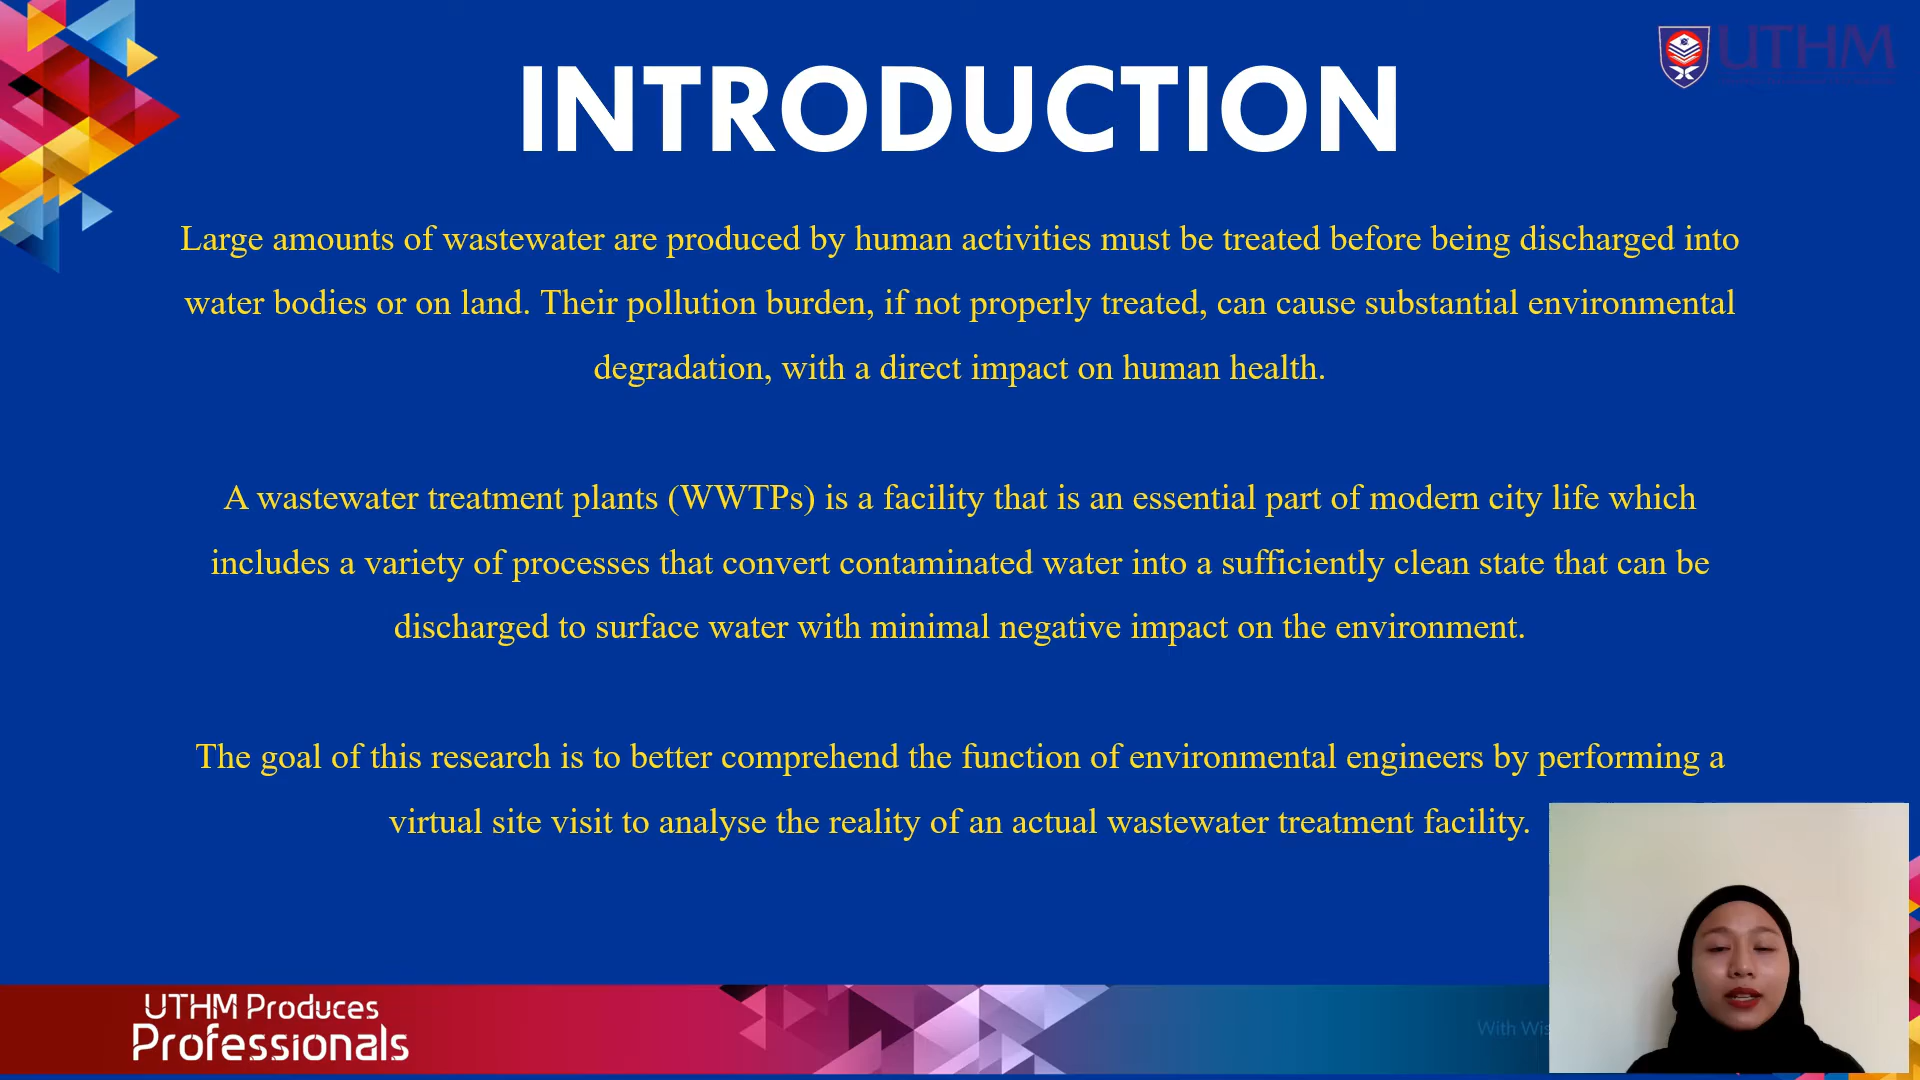 UTHM
INTRODUCTION
Large amounts of wastewater are produced by human activities must be treated before being discharged into
water bodies or on land. Their pollution burden, if not properly treated, can cause substantial environmental
degradation, with a direct impact on human health.
A wastewater treatment plants (WWTPs) is a facility that is an essential part of modern city life which
includes a variety of processes that convert contaminated water into a sufficiently clean state that can be
discharged to surface water with minimal negative impact on the environment.
The goal of this research is to better comprehend the function of environmental engineers by performing a
virtual site visit to analyse the reality of an actual wastewater treatment facility.
UTHM Produces
Professionals
With